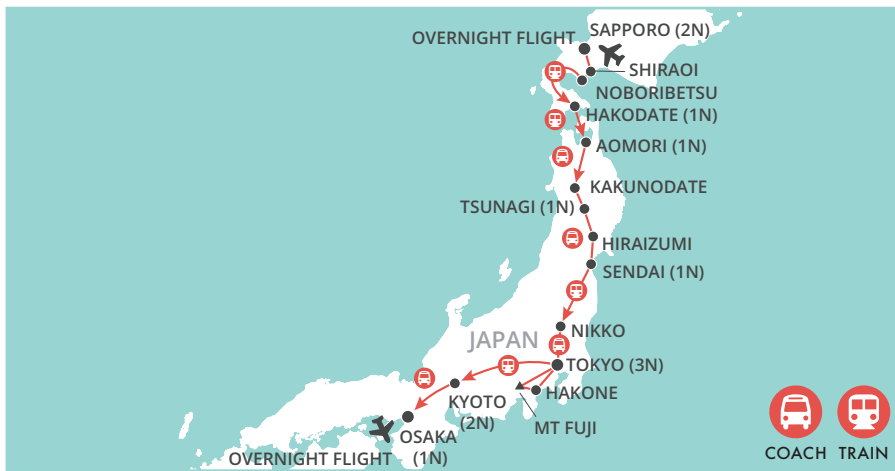 OVERNIGHT FLIGHT
SAPPORO (2N)
SHIRAOI
NOBORIBETSU
HAKODATE (1N)
AOMORI (1N)
KAKUNODATE
TSUNAGI (1N)
HIRAIZUMI
SENDAI (1N)
NIKKO
JAPAN
TOKYO (3N)
HAKONE
KYOTO
(2N)
MT FUJI
OSAKA
(1N)
OVERNIGHT FLIGHT
COACH
TRAIN